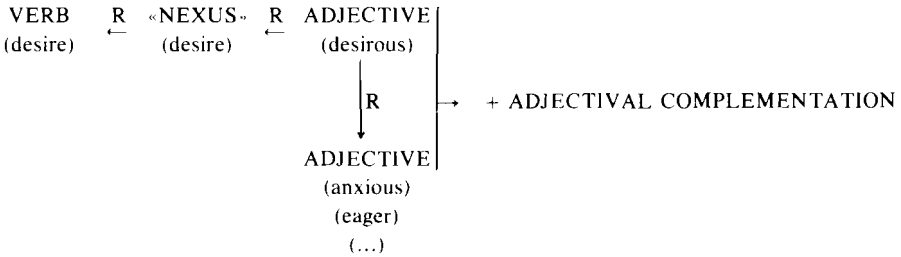 VERB R «NEXUS» R ADJECTIVE
(desire) (desire) (desirous)
R
+ ADJECTIVAL COMPLEMENTATION
ADJECTIVE
(anxious)
(eager)
(...)